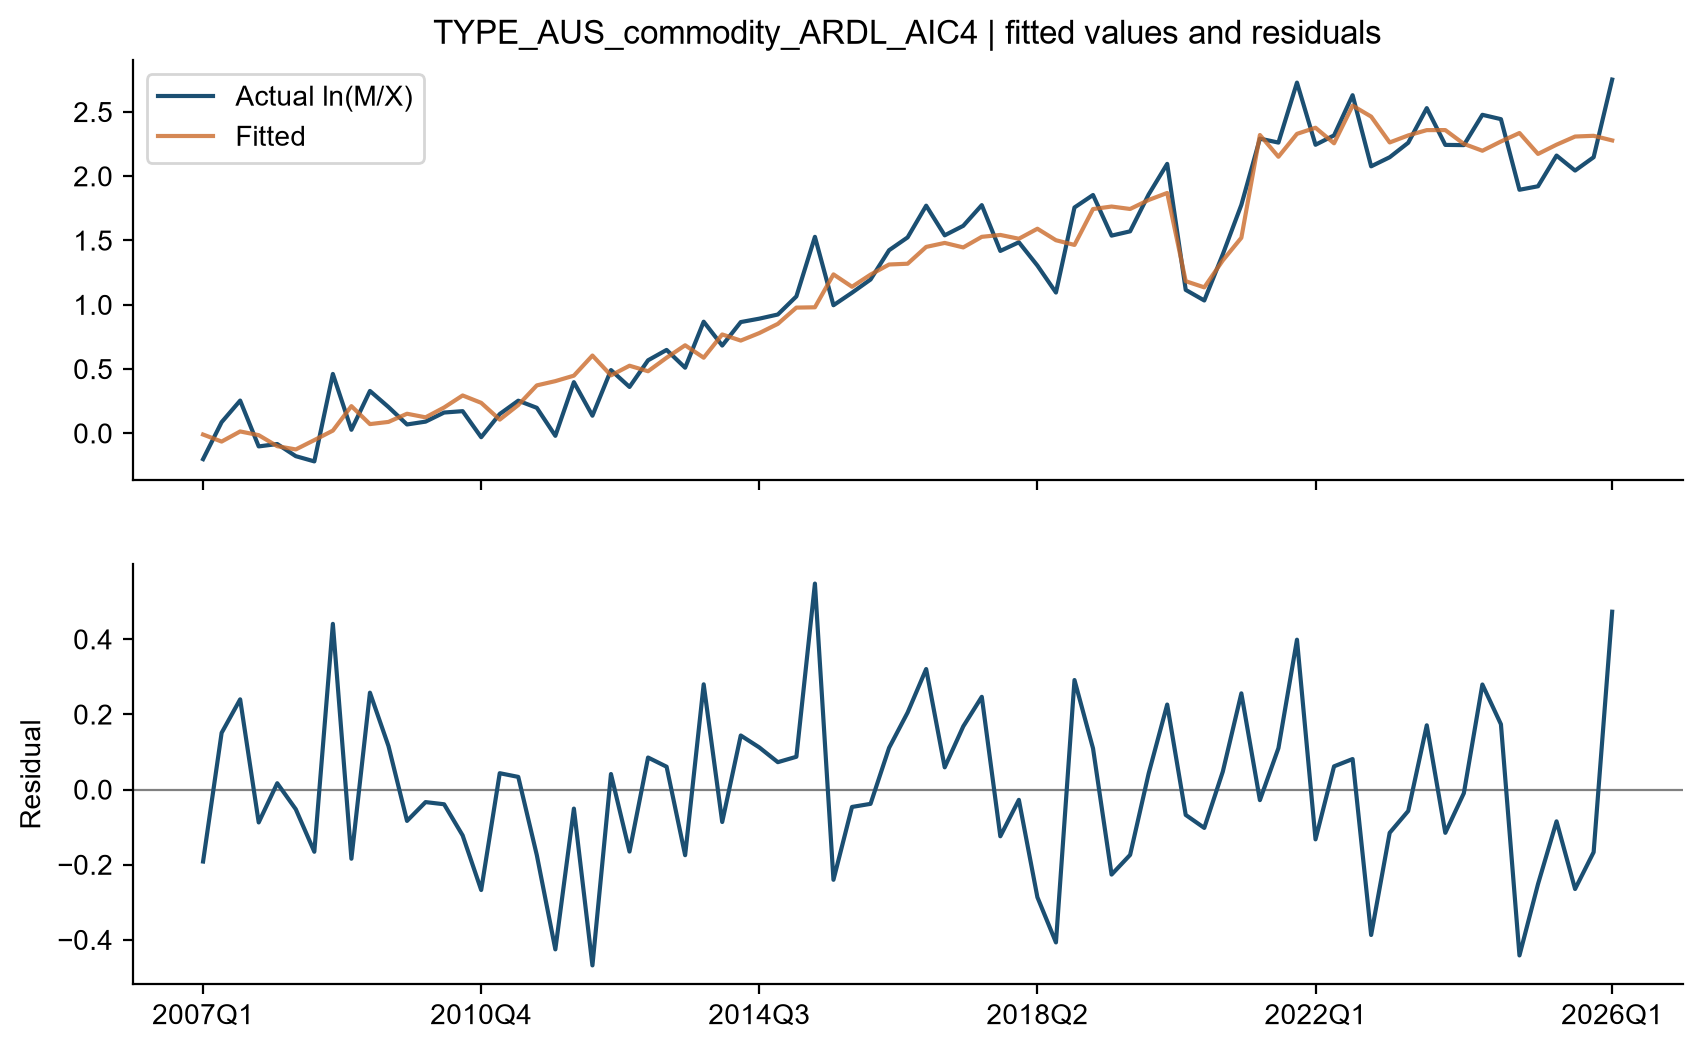 TYPE_AUS_commodity_ARDL_AIC4 | fitted values and residuals
Actual ln(M/X)
Fitted
2.5
2.0
1.5
1.0
0.5
0.0
Residual
0.4
0.2
0.0
−0.2
−0.4
2007Q1 2010Q4 2014Q3 2018Q2 2022Q1 2026Q1